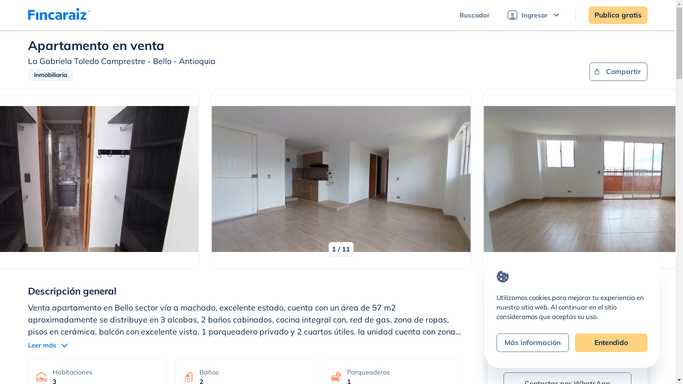 Fincaraiz
Buscador
Ingresar
Publica gratis
Apartamento en venta
La Gabriela Toledo Camprestre - Bello - Antioquia
Inmobiliaria
Compartir
1 / 11
Descripción general
Venta apartamento en Bello sector vía a machado, excelente estado, cuenta con un área de 57 m2
aproximadamente se distribuye en 3 alcobas, 2 baños cabinados, cocina integral con. red de gas, zona de ropas,
pisos en cerámica, balcón con excelente vista, 1 parqueadero privado y 2 cuartos útiles. la unidad cuenta con zona...
Leer más
Utilizamos cookies para mejorar tu experiencia en
nuestro sitio web. Al continuar en el sitio
consideramos que aceptas su uso.
Más información
Entendido
Habitaciones
3
Baños
2
Parqueaderos
1
Contactar por WhatsApp